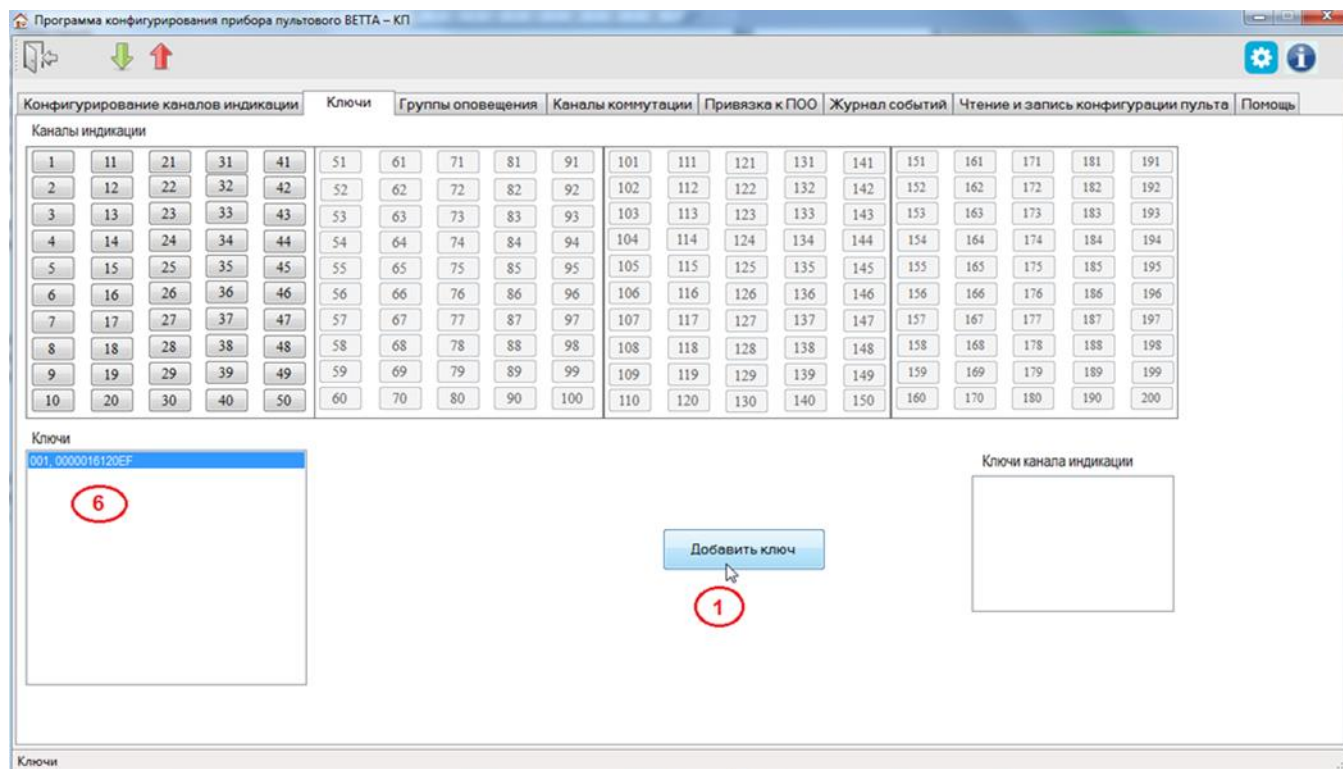 Программа конфигурирования прибора пультового ВЕТТА – КП
Конфигурирование каналов индикации Ключи Группы оповещения Каналы коммутации Привязка к ПОО Журнал событий Чтение и запись конфигурации пульта Помощь
Каналы индикации
1 11 21 31 41 51 61 71 81 91 101 111 121 131 141 151 161 171 181 191
2 12 22 32 42 52 62 72 82 92 102 112 122 132 142 152 162 172 182 192
3 13 23 33 43 53 63 73 83 93 103 113 123 133 143 153 163 173 183 193
4 14 24 34 44 54 64 74 84 94 104 114 124 134 144 154 164 174 184 194
5 15 25 35 45 55 65 75 85 95 105 115 125 135 145 155 165 175 185 195
6 16 26 36 46 56 66 76 86 96 106 116 126 136 146 156 166 176 186 196
7 17 27 37 47 57 67 77 87 97 107 117 127 137 147 157 167 177 187 197
8 18 28 38 48 58 68 78 88 98 108 118 128 138 148 158 168 178 188 198
9 19 29 39 49 59 69 79 89 99 109 119 129 139 149 159 169 179 189 199
10 20 30 40 50 60 70 80 90 100 110 120 130 140 150 160 170 180 190 200
Ключи
001, 0000016120EF
6
Добавить ключ
1
Ключи канала индикации
Ключи